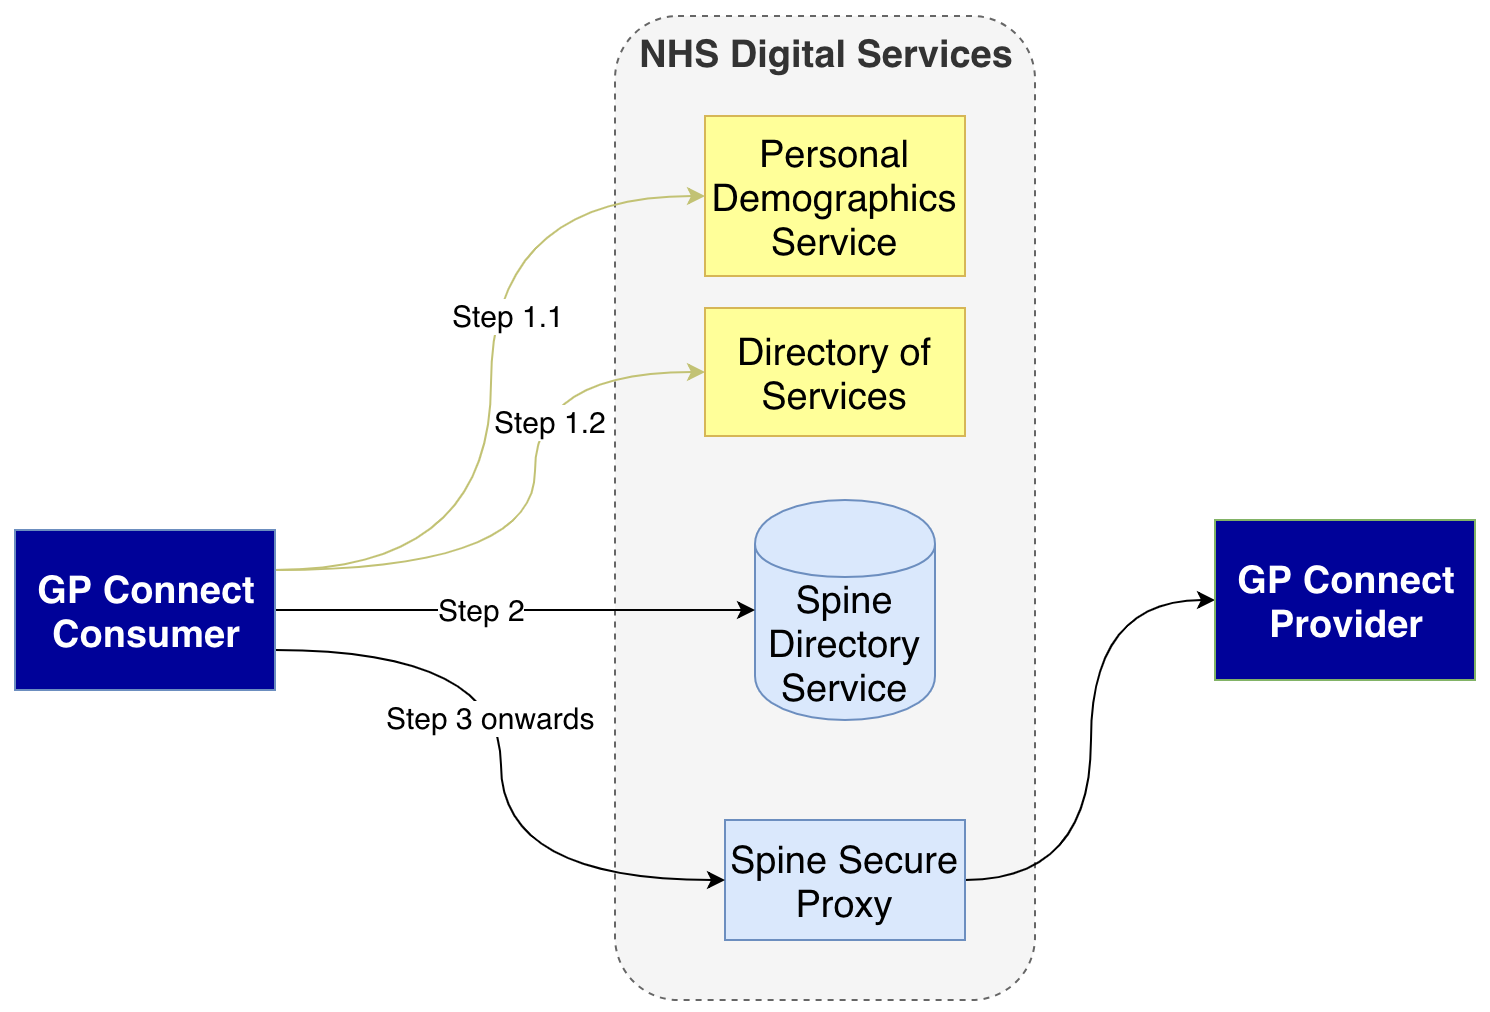 NHS Digital Services
Personal
Demographics
Service
Step 1.1
Directory of
Services
Step 1.2
GP Connect
Consumer
Step 2
Spine
Directory
Service
GP Connect
Provider
Step 3 onwards
Spine Secure
Proxy